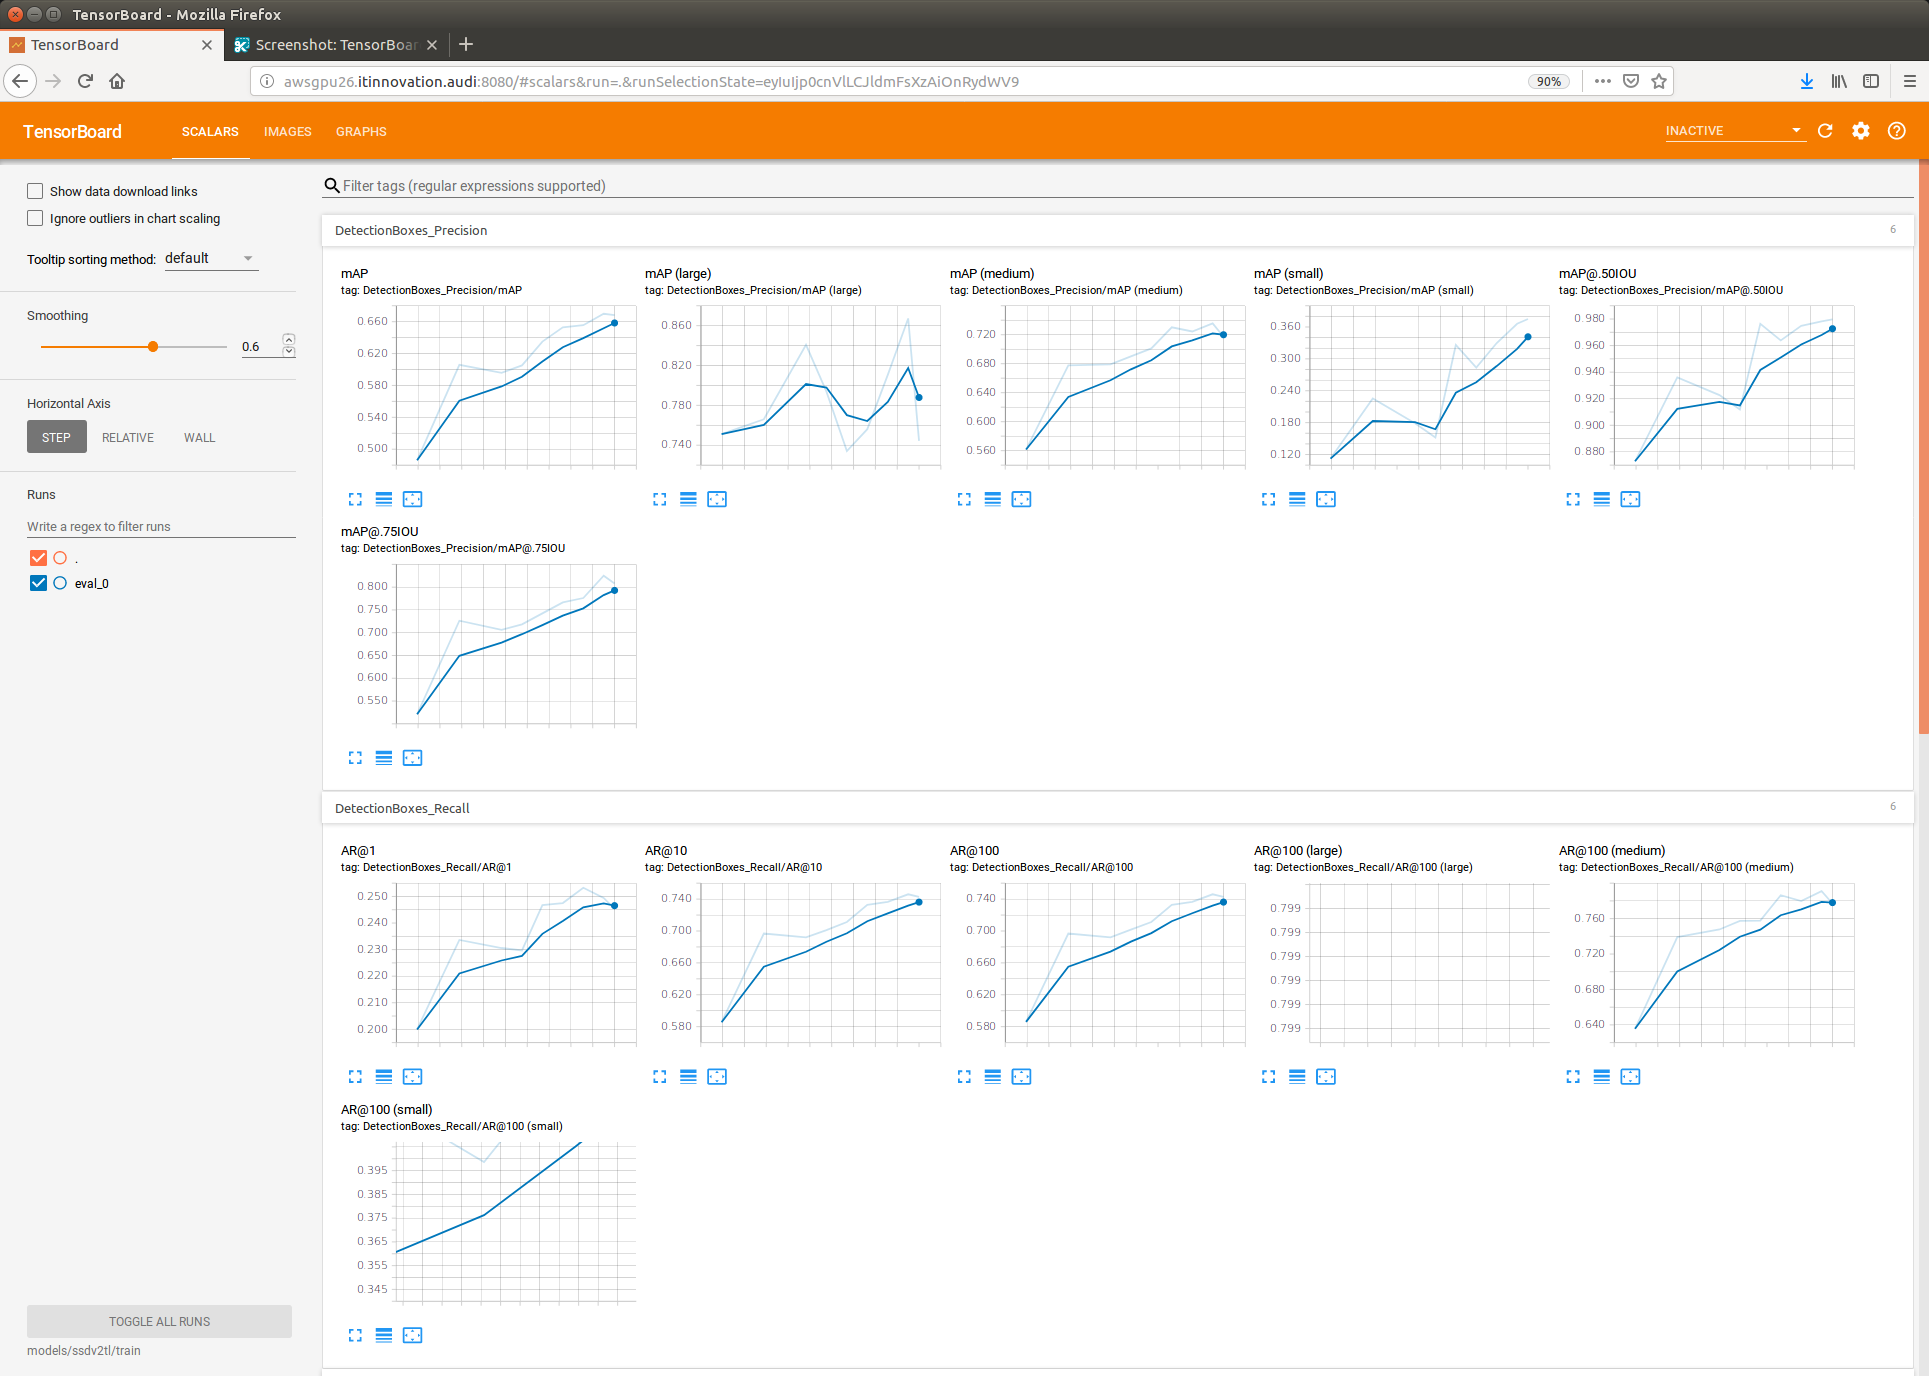 TensorBoard - Mozilla Firefox
TensorBoard
Screenshot: TensorBoar
awsgpu26.itinnovation.audi:8080/#scalars&run=.&runSelectionState=eyIuIjp0cnVlLCJldmFsXzAiOnRydWV9
90%
TensorBoard
SCALARS
IMAGES
GRAPHS
INACTIVE
Show data download links
Ignore outliers in chart scaling
Tooltip sorting method: default
Smoothing
0.6
Horizontal Axis
STEP
RELATIVE
WALL
Runs
Write a regex to filter runs
.
eval_0
TOGGLE ALL RUNS
models/ssdv2tl/train
Filter tags (regular expressions supported)
DetectionBoxes_Precision
6
mAP
tag: DetectionBoxes_Precision/mAP
0.660
0.620
0.580
0.540
0.500
mAP (large)
tag: DetectionBoxes_Precision/mAP (large)
0.860
0.820
0.780
0.740
mAP (medium)
tag: DetectionBoxes_Precision/mAP (medium)
0.720
0.680
0.640
0.600
0.560
mAP (small)
tag: DetectionBoxes_Precision/mAP (small)
0.360
0.300
0.240
0.180
0.120
mAP@.50IOU
tag: DetectionBoxes_Precision/mAP@.50IOU
0.980
0.960
0.940
0.920
0.900
0.880
mAP@.75IOU
tag: DetectionBoxes_Precision/mAP@.75IOU
0.800
0.750
0.700
0.650
0.600
0.550
DetectionBoxes_Recall
6
AR@1
tag: DetectionBoxes_Recall/AR@1
0.250
0.240
0.230
0.220
0.210
0.200
AR@10
tag: DetectionBoxes_Recall/AR@10
0.740
0.700
0.660
0.620
0.580
AR@100
tag: DetectionBoxes_Recall/AR@100
0.740
0.700
0.660
0.620
0.580
AR@100 (large)
tag: DetectionBoxes_Recall/AR@100 (large)
0.799
0.799
0.799
0.799
0.799
0.799
AR@100 (medium)
tag: DetectionBoxes_Recall/AR@100 (medium)
0.760
0.720
0.680
0.640
AR@100 (small)
tag: DetectionBoxes_Recall/AR@100 (small)
0.395
0.385
0.375
0.365
0.355
0.345